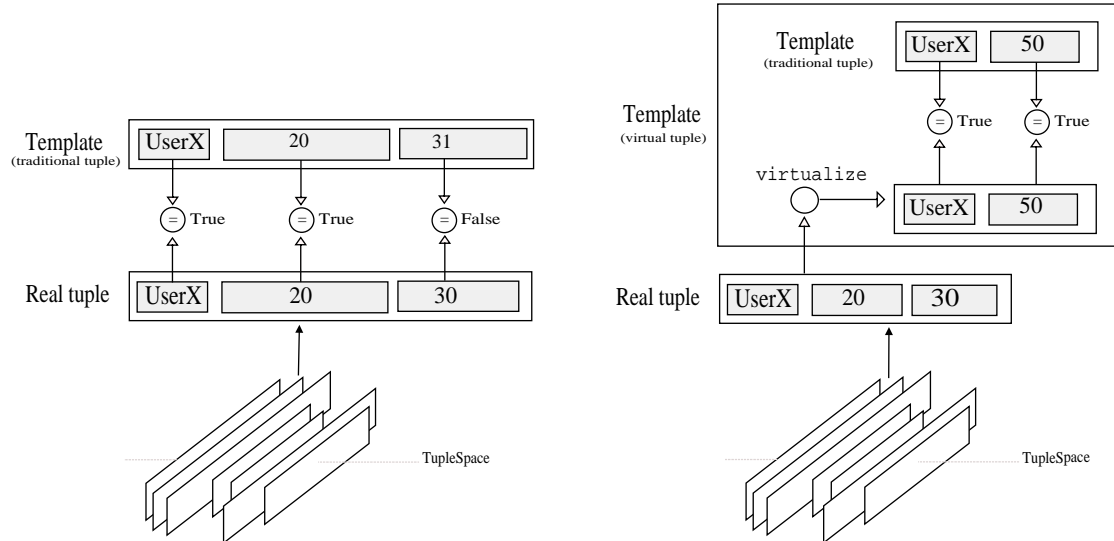 Template
(traditional tuple)
UserX 20 31
= True = True = False
Real tuple
UserX 20 30
TupleSpace
Template
(virtual tuple)
Template
(traditional tuple)
UserX 50
= True = True
virtualize
UserX 50
Real tuple
UserX 20 30
TupleSpace